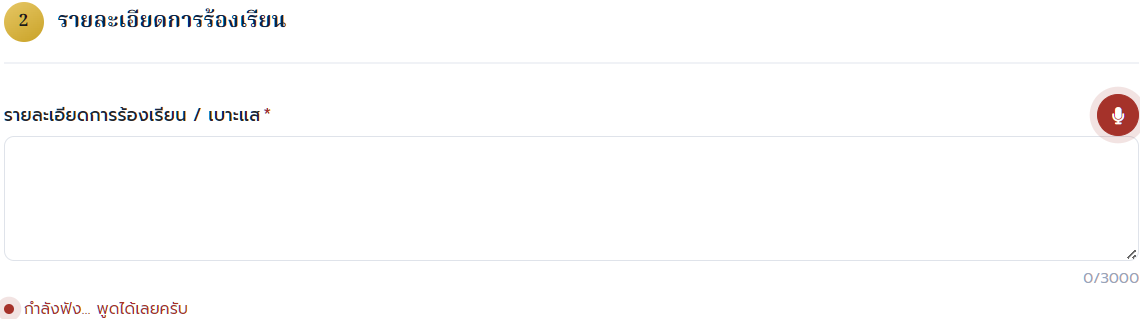 2 รายละเอียดการร้องเรียน
รายละเอียดการร้องเรียน / เบาะแส *
0/3000
กำลังฟัง... พูดได้เลยครับ